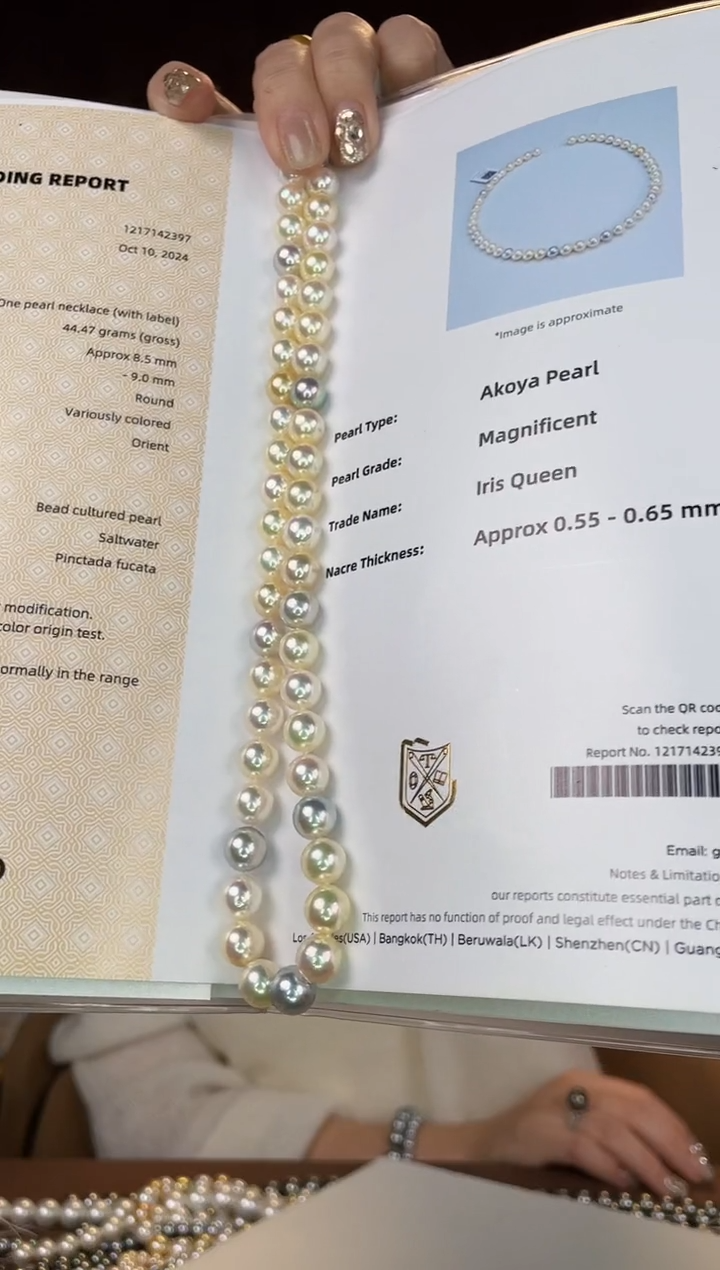 DING REPORT
1217142397
Oct 10, 2024
One pearl necklace (with label)
44.47 grams (gross)
Approx 8.5 mm
- 9.0 mm
Round
Variously colored
Orient
Bead cultured pearl
Saltwater
Pinctada fucata
modification.
color origin test.
ormally in the range
*Image is approximate
Pearl Type: Akoya Pearl
Pearl Grade: Magnificent
Trade Name: Iris Queen
Nacre Thickness: Approx 0.55 - 0.65 mm
Scan the QR co
to check repo
Report No. 121714239
Email: g
Notes & Limitatio
our reports constitute essential part o
This report has no function of proof and legal effect under the Ch
Los es(USA) | Bangkok(TH) | Beruwala(LK) | Shenzhen(CN) | Guang